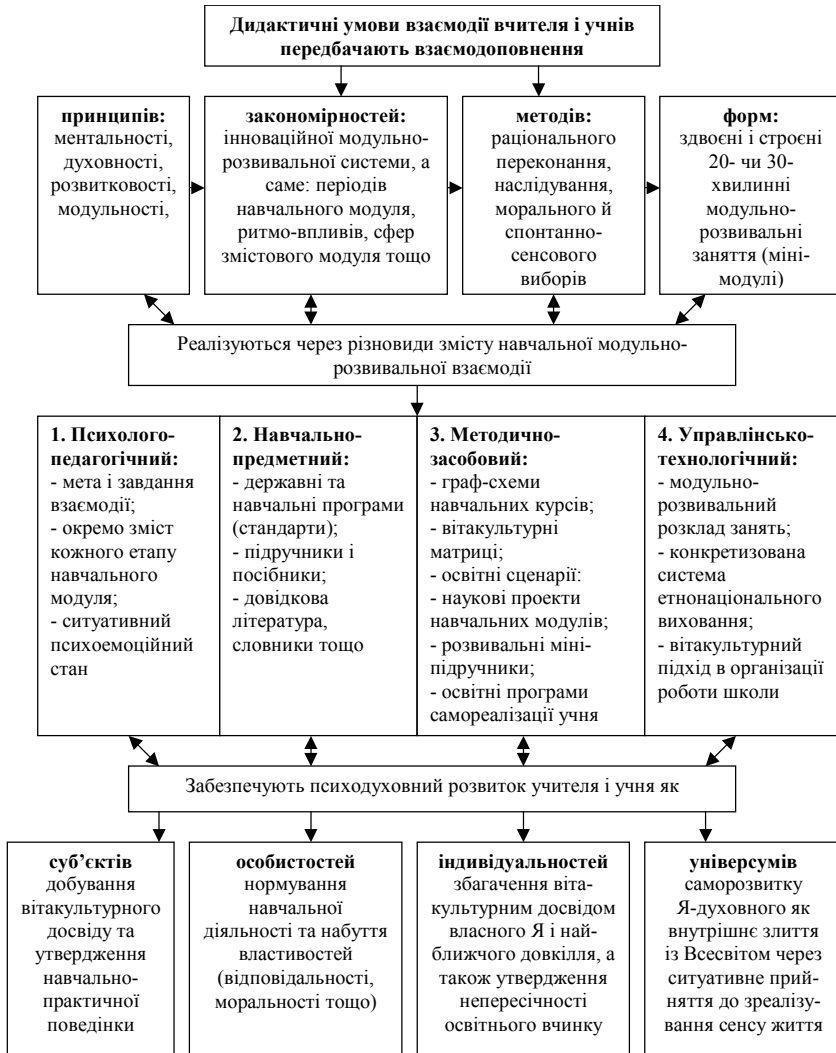 Дидактичні умови взаємодії вчителя і учнів
передбачають взаємодоповнення
принципів:
ментальності,
духовності,
розвитковості,
модульності,
закономірностей:
інноваційної модульно-
розвивальної системи, а
саме: періодів
навчального модуля,
ритмо-впливів, сфер
змістового модуля тощо
методів:
раціонального
переконання,
наслідування,
морального й
спонтанно-
сенсового
виборів
форм:
здвоєні і строєні
20- чи 30-
хвилинні
модульно-
розвивальні
заняття (міні-
модулі)
Реалізуються через різновиди змісту навчальної модульно-
розвивальної взаємодії
1. Психолого-
педагогічний:
- мета і завдання
взаємодії;
- окремо зміст
кожного етапу
навчального
модуля;
- ситуативний
психоемоційний
стан
2. Навчально-
предметний:
- державні та
навчальні програми
(стандарти);
- підручники і
посібники;
- довідкова
література,
словники тощо
3. Методично-
засобовий:
- граф-схеми
навчальних курсів;
- вітакультурні
матриці;
- освітні сценарії:
- наукові проекти
навчальних модулів;
- розвивальні міні-
підручники;
- освітні програми
самореалізації учня
4. Управлінсько-
технологічний:
- модульно-
розвивальний
розклад занять;
- конкретизована
система
етнонаціонального
виховання;
- вітакультурний
підхід в організації
роботи школи
Забезпечують психодуховний розвиток учителя і учня як
суб’єктів
добування
вітакультурного
досвіду та
утвердження
навчально-
практичної
поведінки
особистостей
нормування
навчальної
діяльності та набуття
властивостей
(відповідальності,
моральності тощо)
індивідуальностей
збагачення віта-
культурним досвідом
власного Я і най-
ближчого довкілля, а
також утвердження
непересічності
освітнього вчинку
універсумів
саморозвитку
Я-духовного як
внутрішнє злиття
із Всесвітом через
ситуативне прий-
няття до зреалізу-
вування сенсу життя